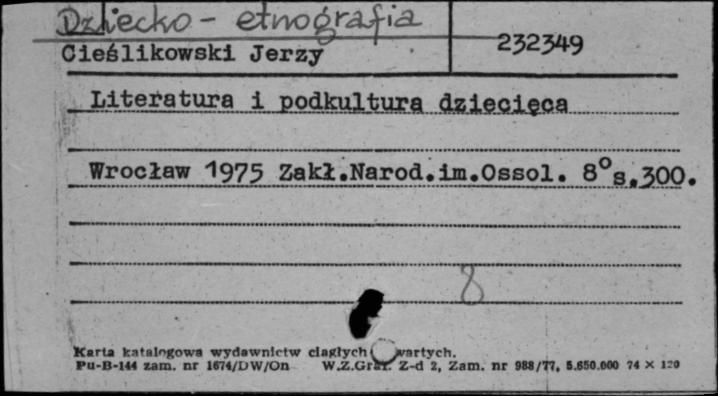 Dziecko - etnografia
Cieślikowski Jerzy 232349
Literatura i podkultura dziecięca
Wrocław 1975 Zakł.Narod.im.Ossol. 8° s.300.
8
Karta katalogowa wydawnictw ciągłych wartych.
Pu-B-144 zam. nr 1674/DW/On W.Z.Graf. Z-d 2, Zam. nr 988/77, 5.650.000 74 × 120